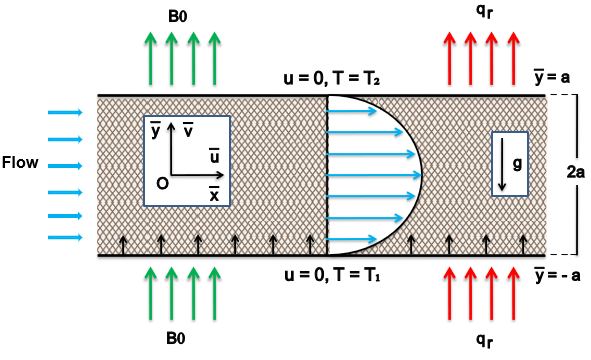 B0
qr
u = 0, T = T₂
y̅ = a
y̅
v̅
u̅
O
x̅
Flow
g
2a
u = 0, T = T₁
y̅ = - a
B0
qr